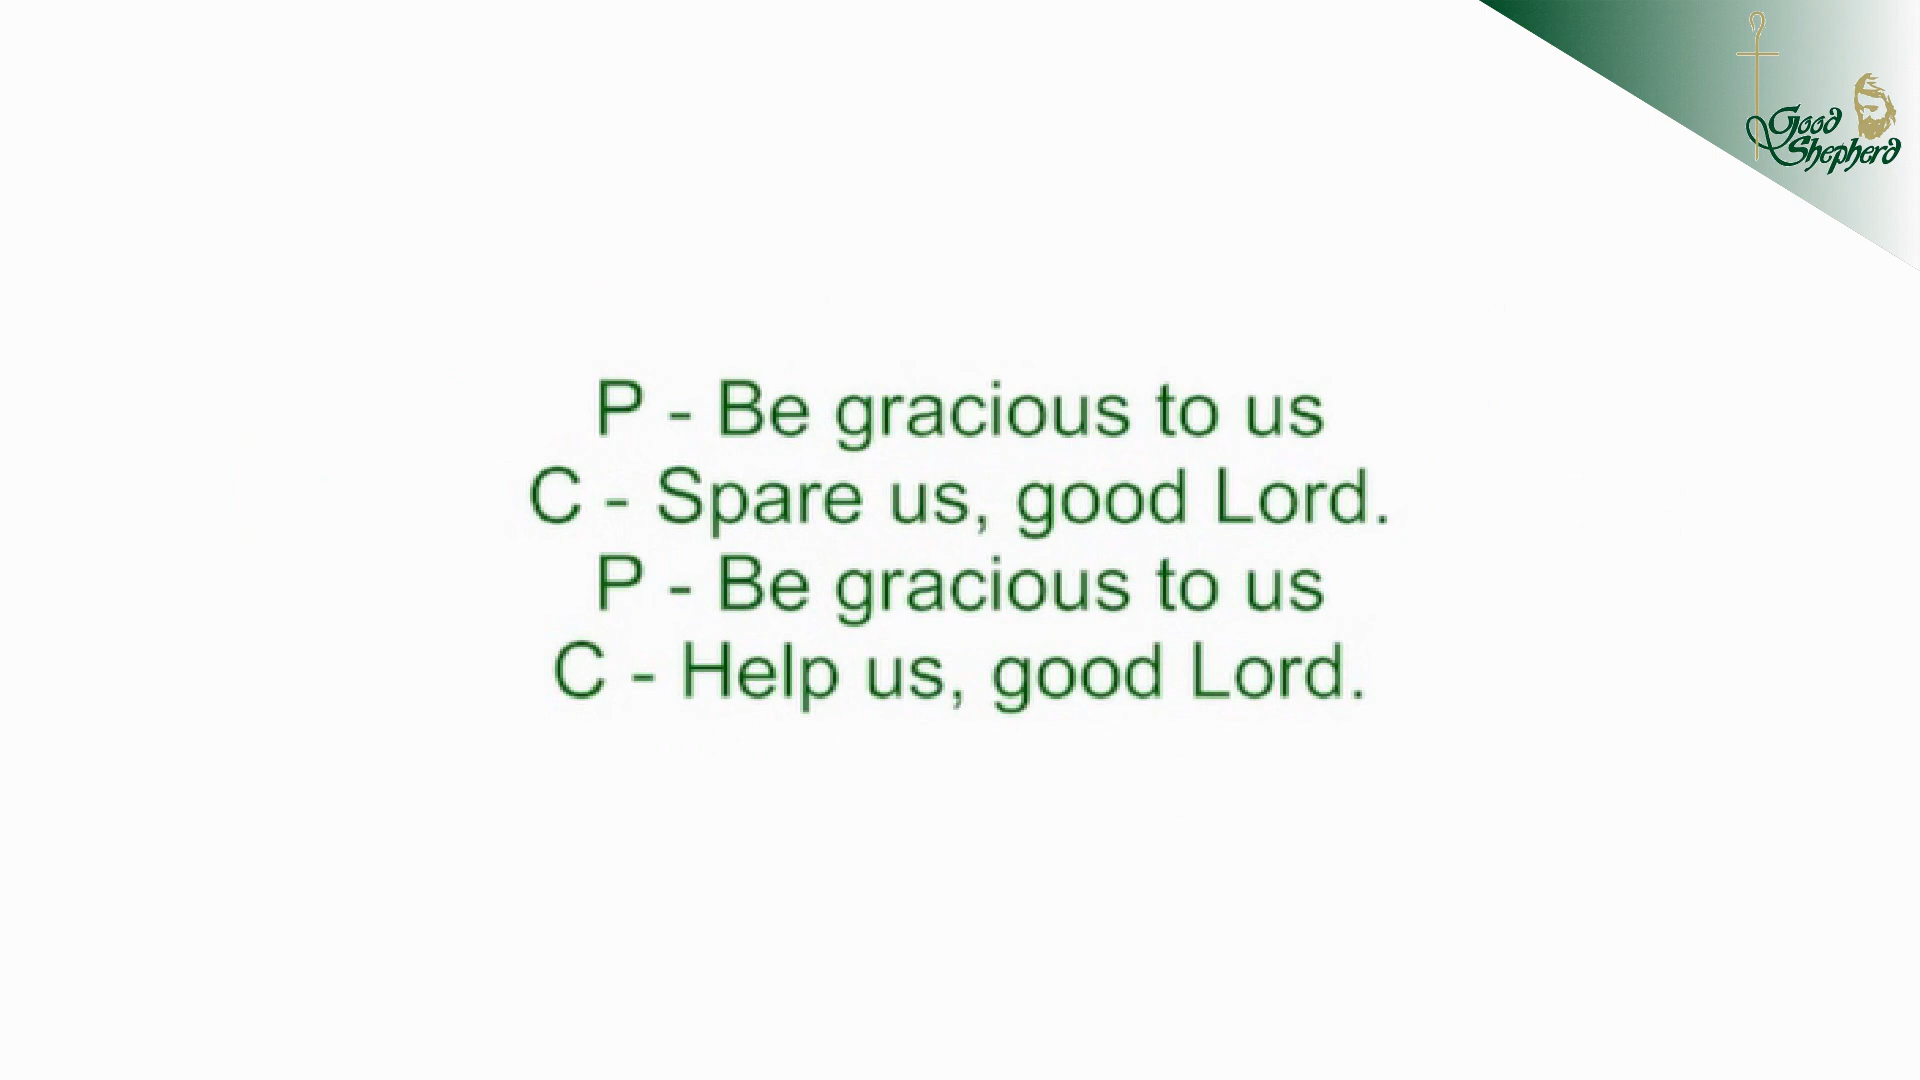 Good
Shepherd
P - Be gracious to us
C - Spare us, good Lord.
P - Be gracious to us
C - Help us, good Lord.